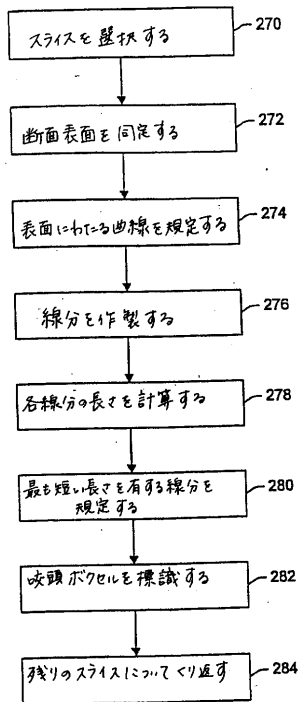 スライスを選択する
270
断面表面を同定する
272
表面にわたる曲線を規定する
274
線分を作製する
276
各線分の長さを計算する
278
最も短い長さを有する線分を
規定する
280
咬頭ボクセルを標識する
282
残りのスライスについてくり返す
284